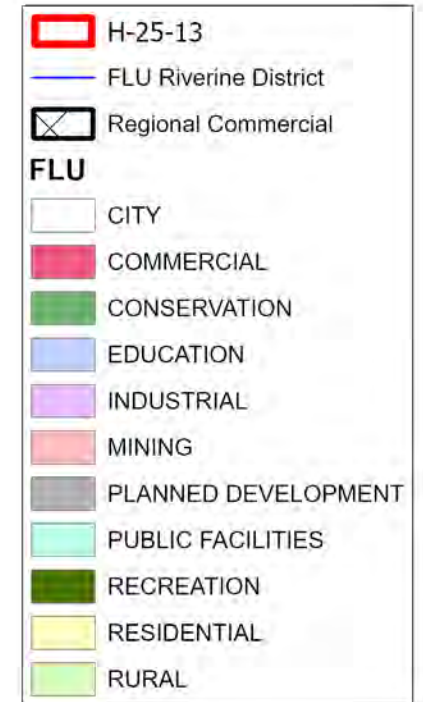 H-25-13
FLU Riverine District
Regional Commercial
FLU
CITY
COMMERCIAL
CONSERVATION
EDUCATION
INDUSTRIAL
MINING
PLANNED DEVELOPMENT
PUBLIC FACILITIES
RECREATION
RESIDENTIAL
RURAL